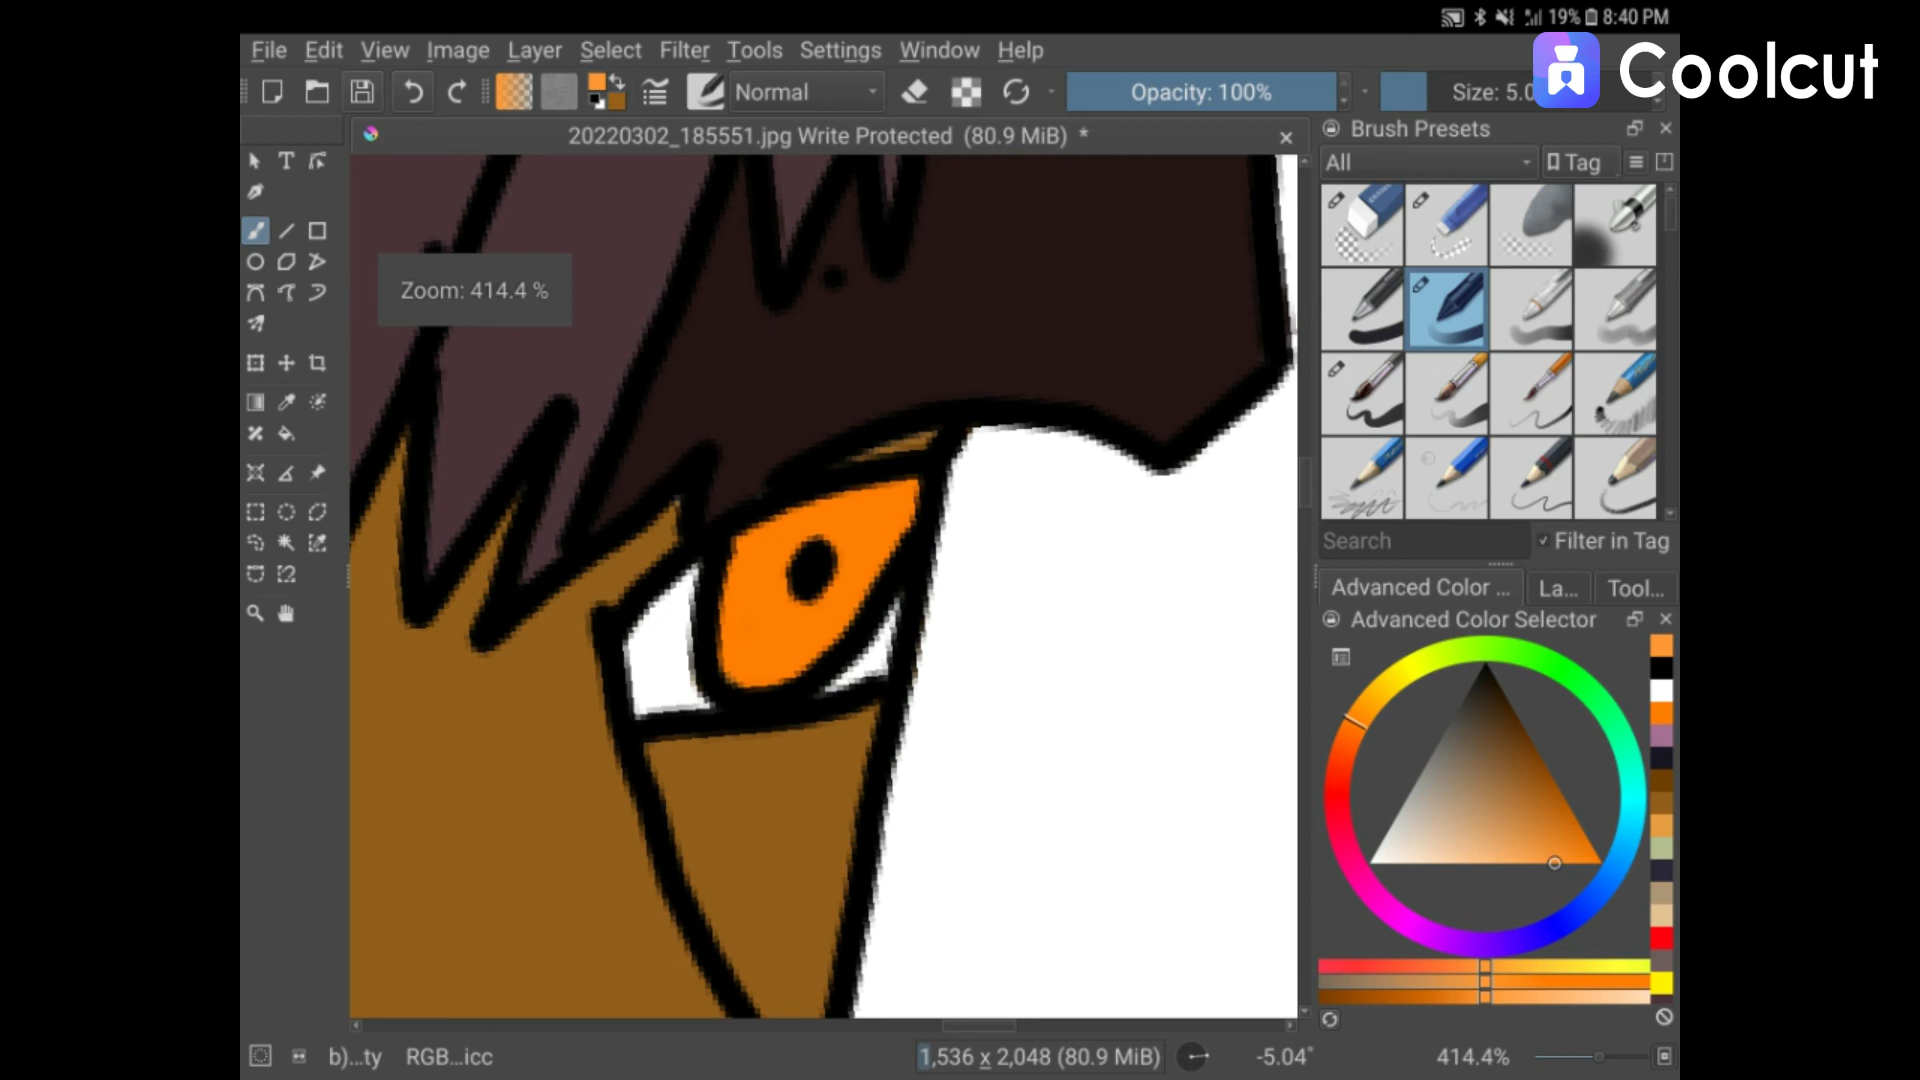 19% 8:40 PM
Coolcut
File Edit View Image Layer Select Filter Tools Settings Window Help
Normal Opacity: 100% Size: 5.0
20220302_185551.jpg Write Protected (80.9 MiB) *
Brush Presets
All Tag
Zoom: 414.4 %
Search Filter in Tag
Advanced Color ... La... Tool...
Advanced Color Selector
b)...ty RGB...icc 1,536 x 2,048 (80.9 MiB) -5.04° 414.4%